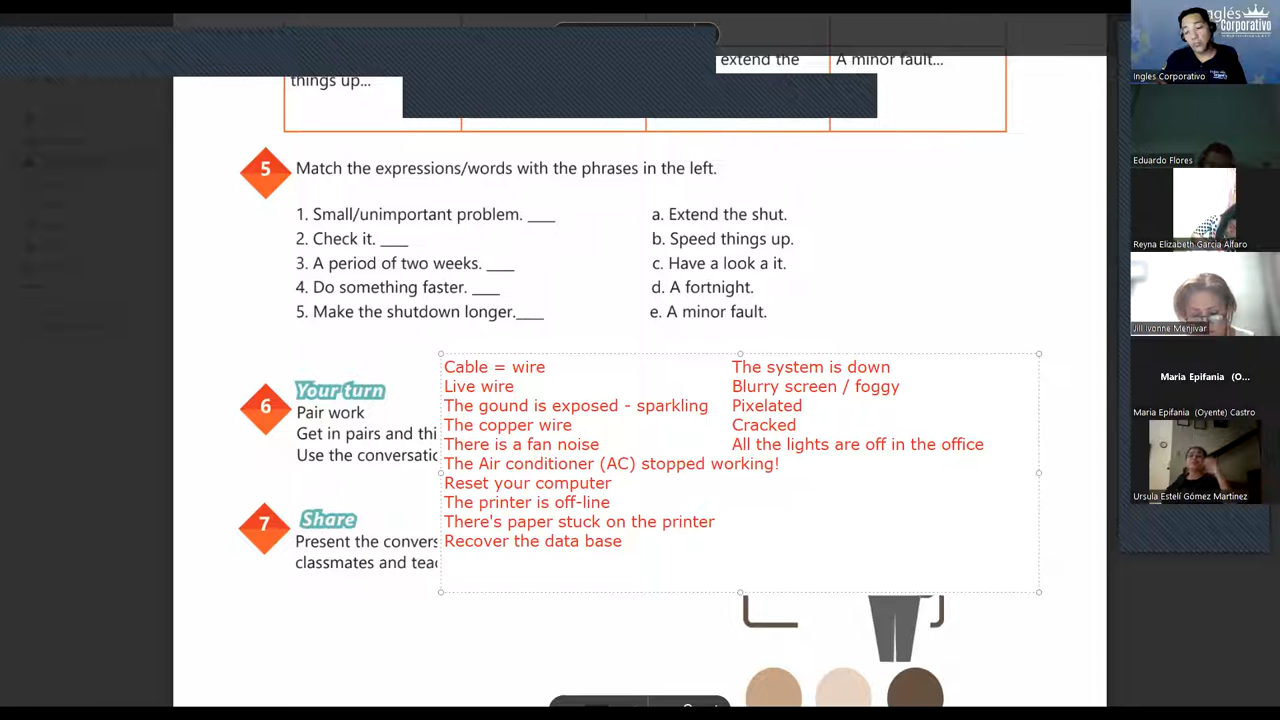 extend the
A minor fault...
things up...
5
Match the expressions/words with the phrases in the left.
1. Small/unimportant problem. ____
a. Extend the shut.
2. Check it. ____
b. Speed things up.
3. A period of two weeks. ____
c. Have a look a it.
4. Do something faster. ____
d. A fortnight.
5. Make the shutdown longer.____
e. A minor fault.
6
Your turn
Pair work
Get in pairs and thi
Use the conversatic
7
Share
Present the convers
classmates and teac
Cable = wire
Live wire
The gound is exposed - sparkling
The copper wire
There is a fan noise
The Air conditioner (AC) stopped working!
Reset your computer
The printer is off-line
There's paper stuck on the printer
Recover the data base
The system is down
Blurry screen / foggy
Pixelated
Cracked
All the lights are off in the office
Inglés
Corporativo
Ingles Corporativo
Eduardo Flores
Reyna Elizabeth Garcia Alfaro
Jill Ivonne Menjivar
Maria Epifania (O...
Maria Epifania (Oyente) Castro
Ursula Estelí Gómez Martinez